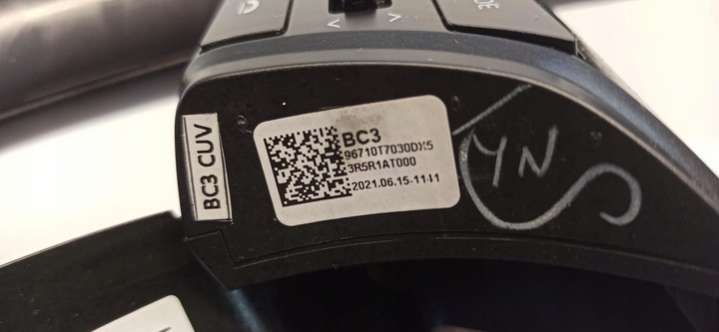 BC3 CUV
BC3
96710T7030DX5
3R5R1AT000
2021.06.15-11-11
YN